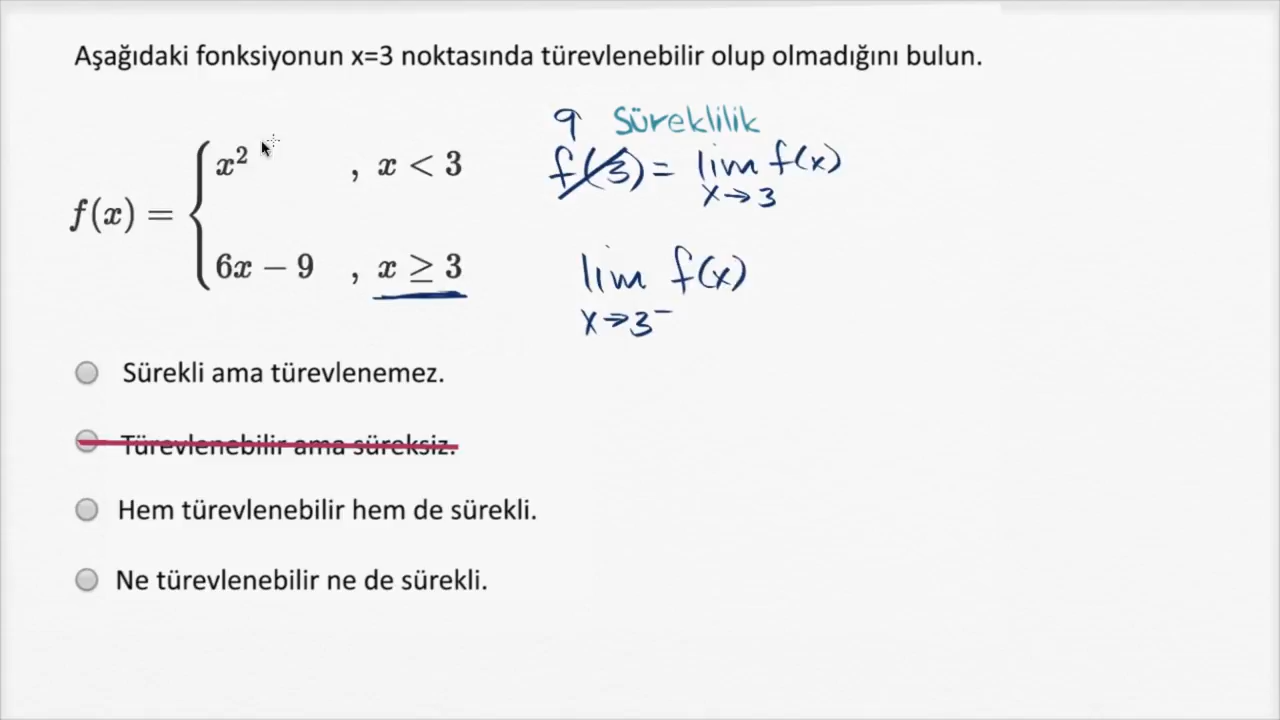 Aşağıdaki fonksiyonun x=3 noktasında türevlenebilir olup olmadığını bulun.
9 Süreklilik
f(3) = lim f(x)
x→3
x² , x < 3
f(x) =
6x − 9 , x ≥ 3
lim f(x)
x→3⁻
Sürekli ama türevlenemez.
Türevlenebilir ama süreksiz.
Hem türevlenebilir hem de sürekli.
Ne türevlenebilir ne de sürekli.